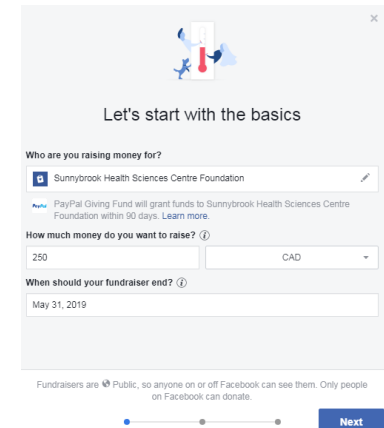 Let's start with the basics
Who are you raising money for?
Sunnybrook Health Sciences Centre Foundation
PayPal PayPal Giving Fund will grant funds to Sunnybrook Health Sciences Centre
Foundation within 90 days. Learn more.
How much money do you want to raise?
250 CAD
When should your fundraiser end?
May 31, 2019
Fundraisers are Public, so anyone on or off Facebook can see them. Only people
on Facebook can donate.
Next